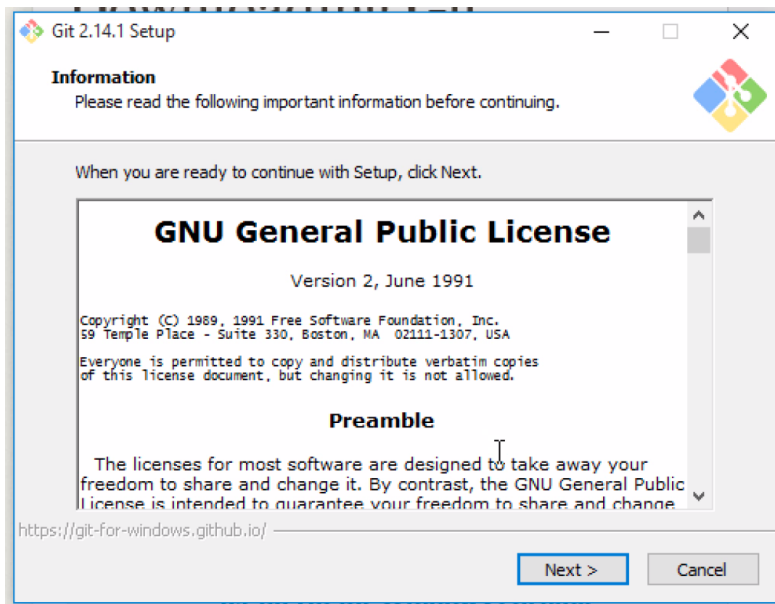 Git 2.14.1 Setup
Information
Please read the following important information before continuing.
When you are ready to continue with Setup, click Next.
GNU General Public License
Version 2, June 1991
Copyright (C) 1989, 1991 Free Software Foundation, Inc.
59 Temple Place - Suite 330, Boston, MA  02111-1307, USA
Everyone is permitted to copy and distribute verbatim copies
of this license document, but changing it is not allowed.
Preamble
The licenses for most software are designed to take away your
freedom to share and change it. By contrast, the GNU General Public
License is intended to guarantee your freedom to share and change
https://git-for-windows.github.io/
Next >
Cancel